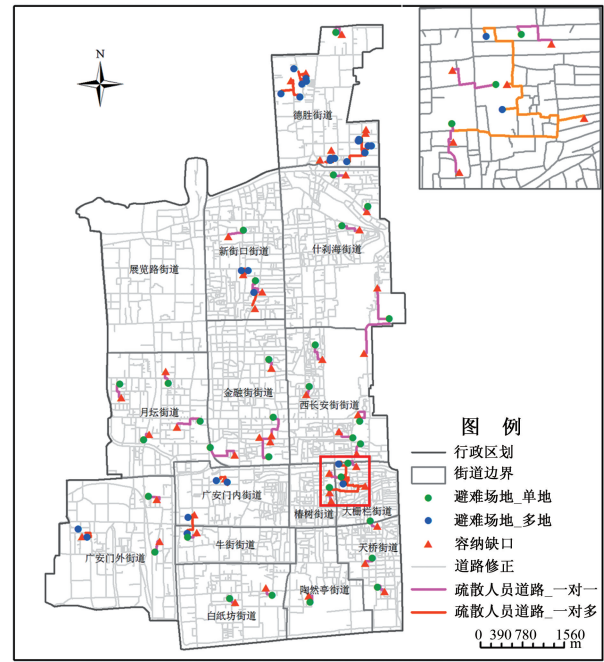 N
德胜街道
新街口街道
什刹海街道
展览路街道
金融街街道
月坛街道
西长安街街道
广安门内街道
椿树街道
大栅栏街道
牛街街道
天桥街道
广安门外街道
陶然亭街道
白纸坊街道
图 例
行政区划
街道边界
避难场地_单地
避难场地_多地
容纳缺口
道路修正
疏散人员道路_一对一
疏散人员道路_一对多
0 390 780 1560
m